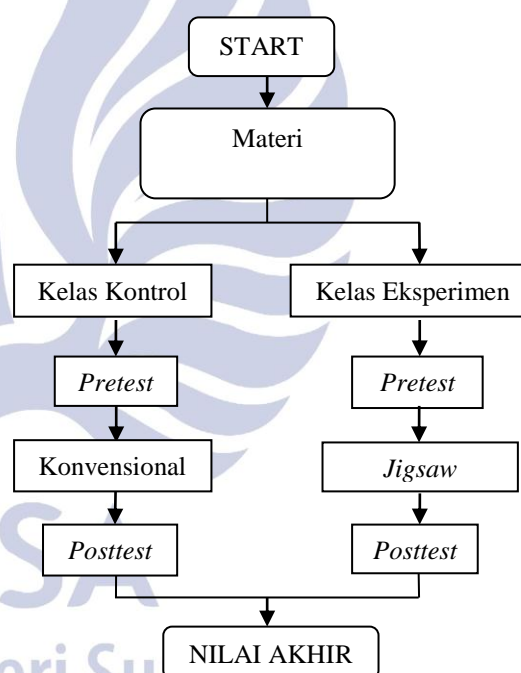 START
Materi
Kelas Kontrol
Kelas Eksperimen
Pretest
Pretest
Konvensional
Jigsaw
Posttest
Posttest
NILAI AKHIR